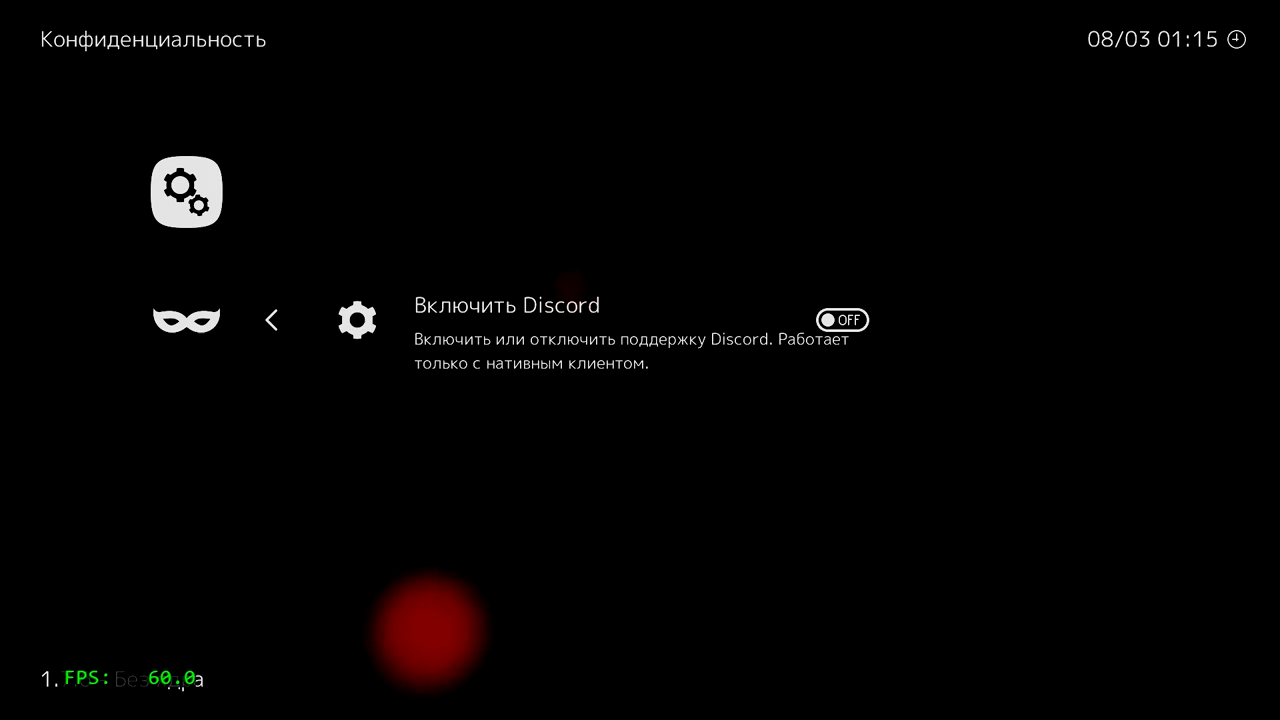 Конфиденциальность
08/03 01:15
Включить Discord
OFF
Включить или отключить поддержку Discord. Работает
только с нативным клиентом.
FPS: 60.0